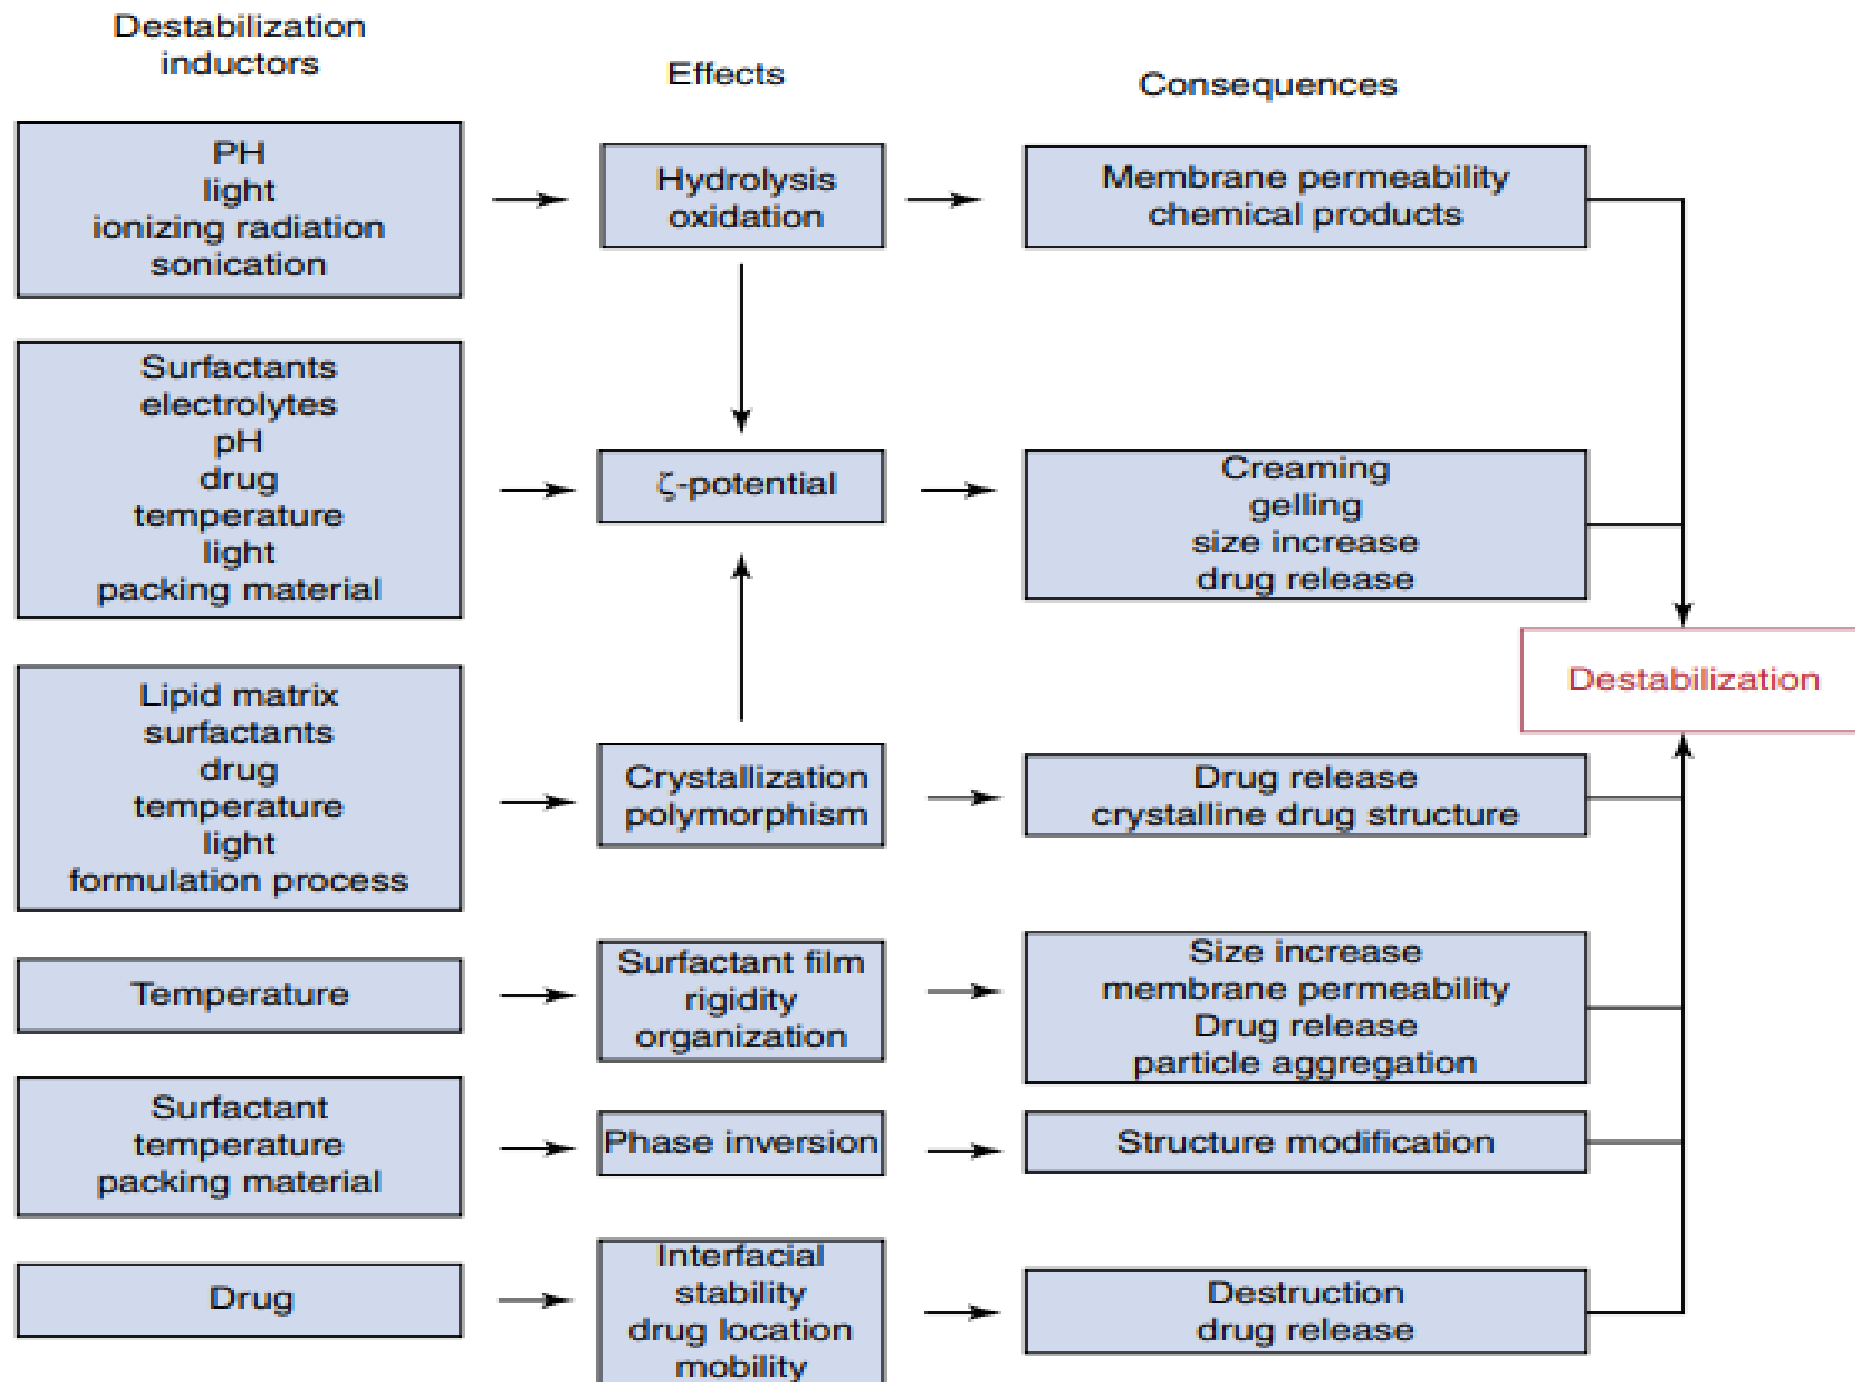 Destabilization
inductors
Effects
Consequences
PH
light
ionizing radiation
sonication
Hydrolysis
oxidation
Membrane permeability
chemical products
Surfactants
electrolytes
pH
drug
temperature
light
packing material
ζ-potential
Creaming
gelling
size increase
drug release
Destabilization
Lipid matrix
surfactants
drug
temperature
light
formulation process
Crystallization
polymorphism
Drug release
crystalline drug structure
Temperature
Surfactant film
rigidity
organization
Size increase
membrane permeability
Drug release
particle aggregation
Surfactant
temperature
packing material
Phase inversion
Structure modification
Drug
Interfacial
stability
drug location
mobility
Destruction
drug release